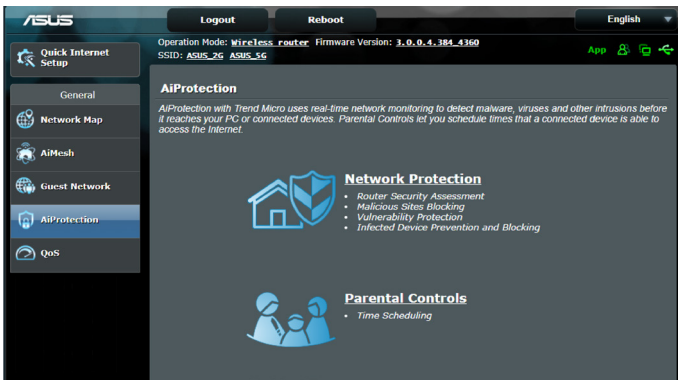 ASUS
Logout
Reboot
English
Quick Internet
Setup
Operation Mode: Wireless router Firmware Version: 3.0.0.4.384_4360
SSID: ASUS_2G ASUS_5G
App
General
Network Map
AiMesh
Guest Network
AiProtection
QoS
AiProtection
AiProtection with Trend Micro uses real-time network monitoring to detect malware, viruses and other intrusions before
it reaches your PC or connected devices. Parental Controls let you schedule times that a connected device is able to
access the Internet.
Network Protection
• Router Security Assessment
• Malicious Sites Blocking
• Vulnerability Protection
• Infected Device Prevention and Blocking
Parental Controls
• Time Scheduling